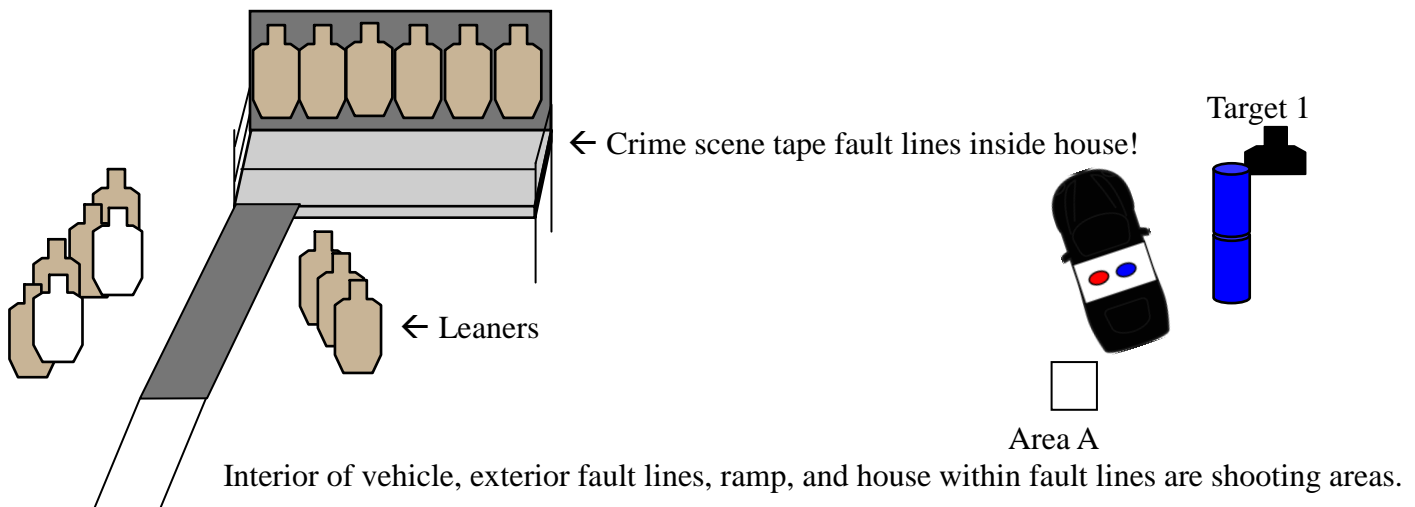 Target 1
← Crime scene tape fault lines inside house!
← Leaners
Area A
Interior of vehicle, exterior fault lines, ramp, and house within fault lines are shooting areas.